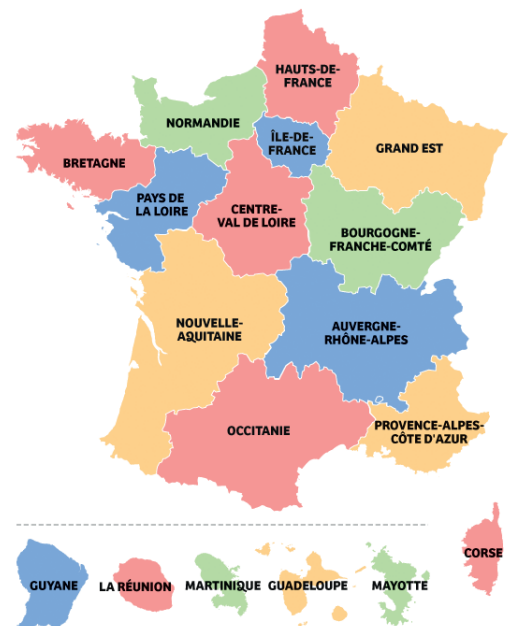 HAUTS-DE-
FRANCE
NORMANDIE
ÎLE-DE-
FRANCE
GRAND EST
BRETAGNE
PAYS DE
LA LOIRE
CENTRE-
VAL DE LOIRE
BOURGOGNE-
FRANCHE-COMTÉ
NOUVELLE-
AQUITAINE
AUVERGNE-
RHÔNE-ALPES
OCCITANIE
PROVENCE-ALPES-
CÔTE D'AZUR
CORSE
GUYANE
LA RÉUNION
MARTINIQUE
GUADELOUPE
MAYOTTE